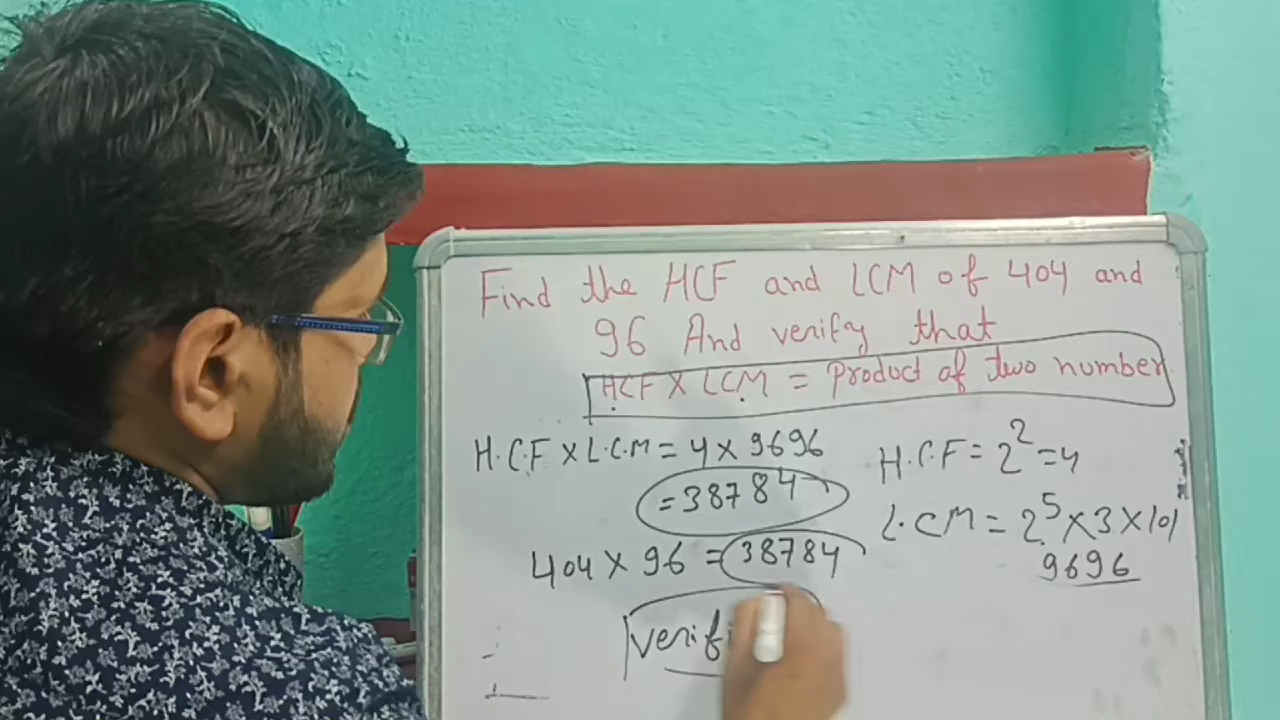 Find the HCF and LCM of 404 and
96 And verify that
HCF X LCM = Product of two number
H.C.F X L.C.M = 4 X 9696
= 38784
404 X 96 = 38784
H.C.F = 2² = 4
L.CM = 2⁵ X 3 X 101
9696